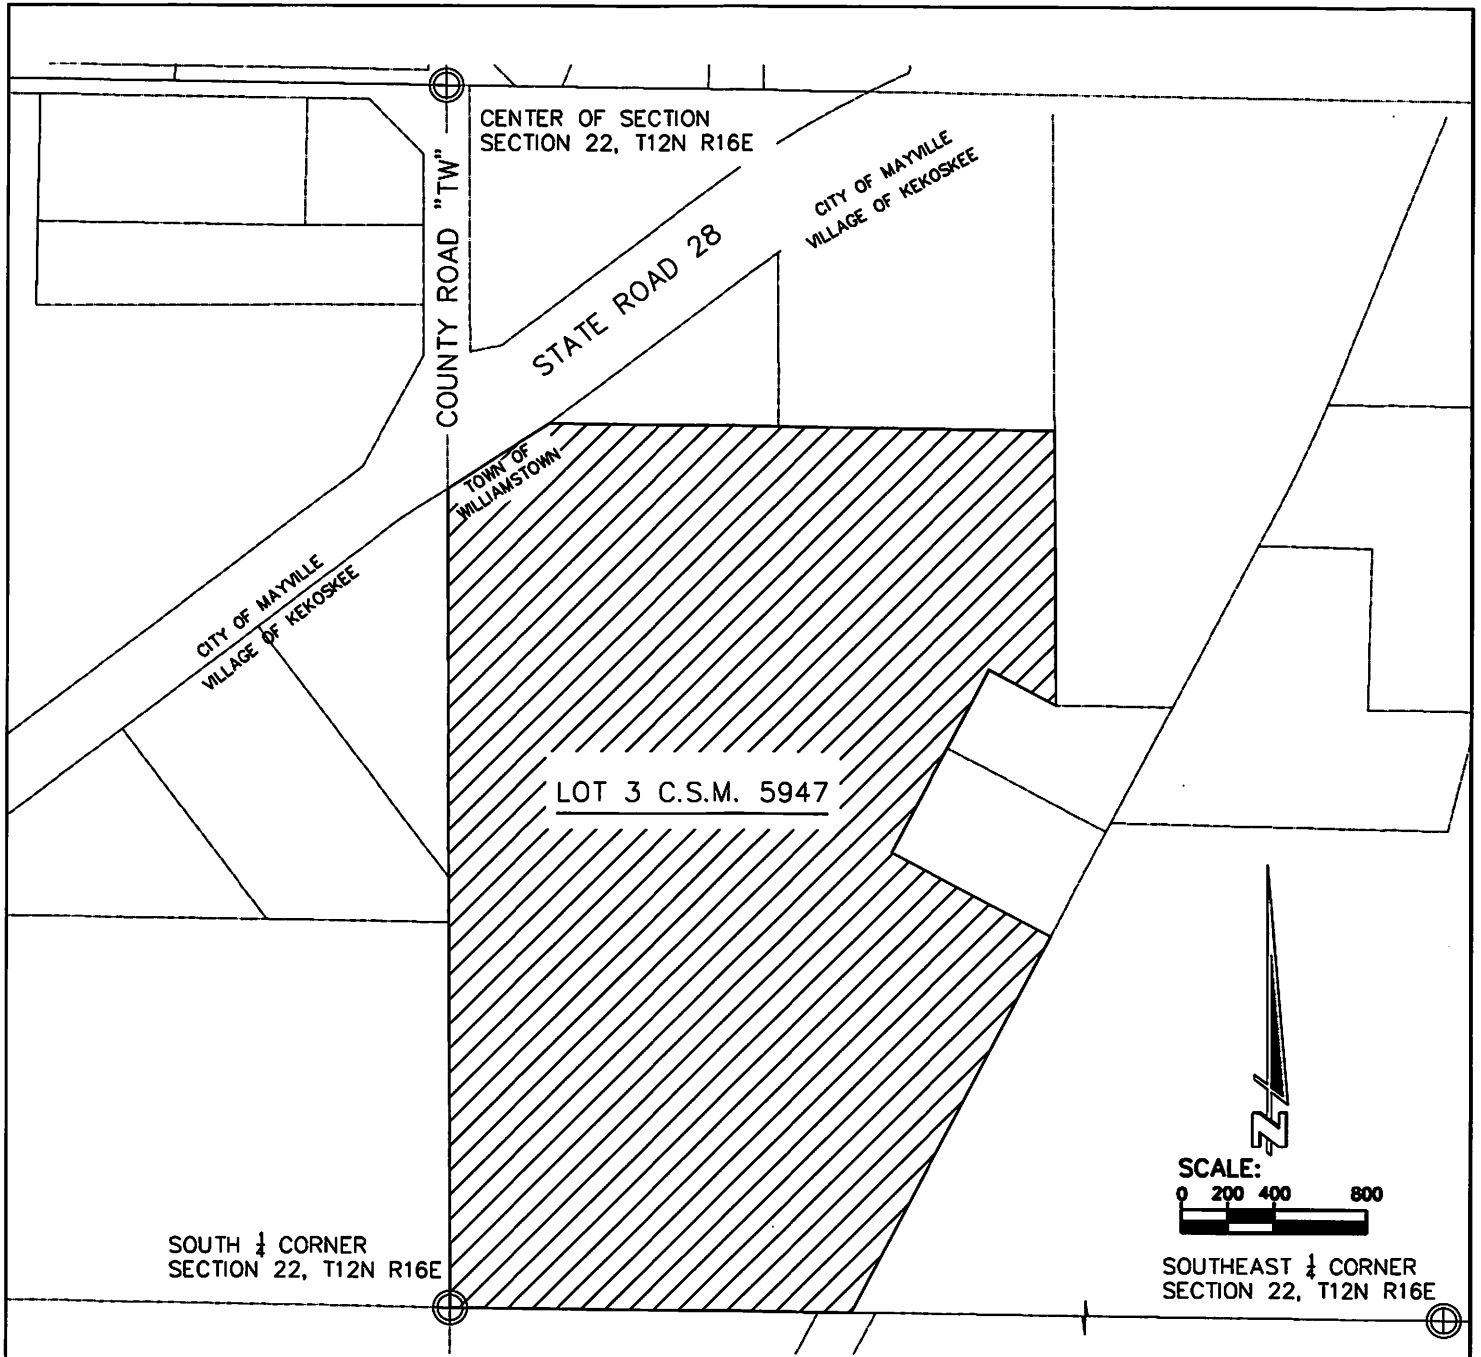 CENTER OF SECTION
SECTION 22, T12N R16E
COUNTY ROAD "TW"
STATE ROAD 28
CITY OF MAYVILLE
VILLAGE OF KEKOSKEE
TOWN OF
WILLIAMSTOWN
CITY OF MAYVILLE
VILLAGE OF KEKOSKEE
LOT 3 C.S.M. 5947
N
SCALE:
0 200 400 800
SOUTH 1/4 CORNER
SECTION 22, T12N R16E
SOUTHEAST 1/4 CORNER
SECTION 22, T12N R16E